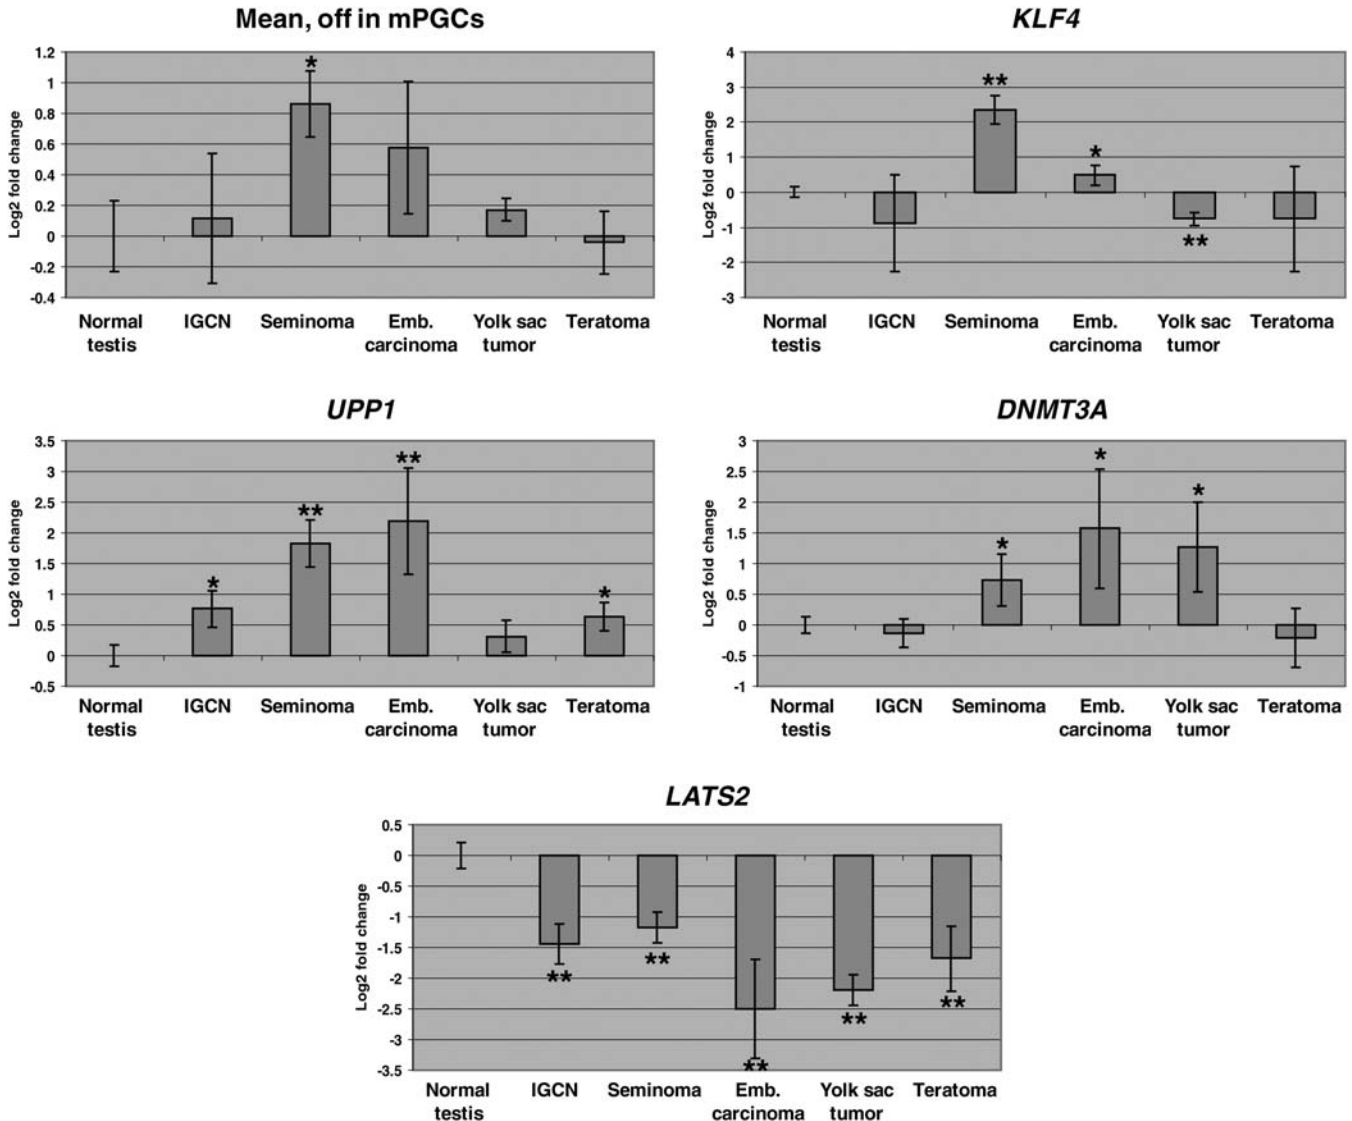 Mean, off in mPGCs
Log2 fold change
1.2
1
0.8
0.6
0.4
0.2
0
-0.2
-0.4
*
Normal testis
IGCN
Seminoma
Emb. carcinoma
Yolk sac tumor
Teratoma
KLF4
Log2 fold change
4
3
2
1
0
-1
-2
-3
**
*
**
Normal testis
IGCN
Seminoma
Emb. carcinoma
Yolk sac tumor
Teratoma
UPP1
Log2 fold change
3.5
3
2.5
2
1.5
1
0.5
0
-0.5
*
**
**
*
Normal testis
IGCN
Seminoma
Emb. carcinoma
Yolk sac tumor
Teratoma
DNMT3A
Log2 fold change
3
2.5
2
1.5
1
0.5
0
-0.5
-1
*
*
*
Normal testis
IGCN
Seminoma
Emb. carcinoma
Yolk sac tumor
Teratoma
LATS2
Log2 fold change
0.5
0
-0.5
-1
-1.5
-2
-2.5
-3
-3.5
**
**
**
**
**
Normal testis
IGCN
Seminoma
Emb. carcinoma
Yolk sac tumor
Teratoma